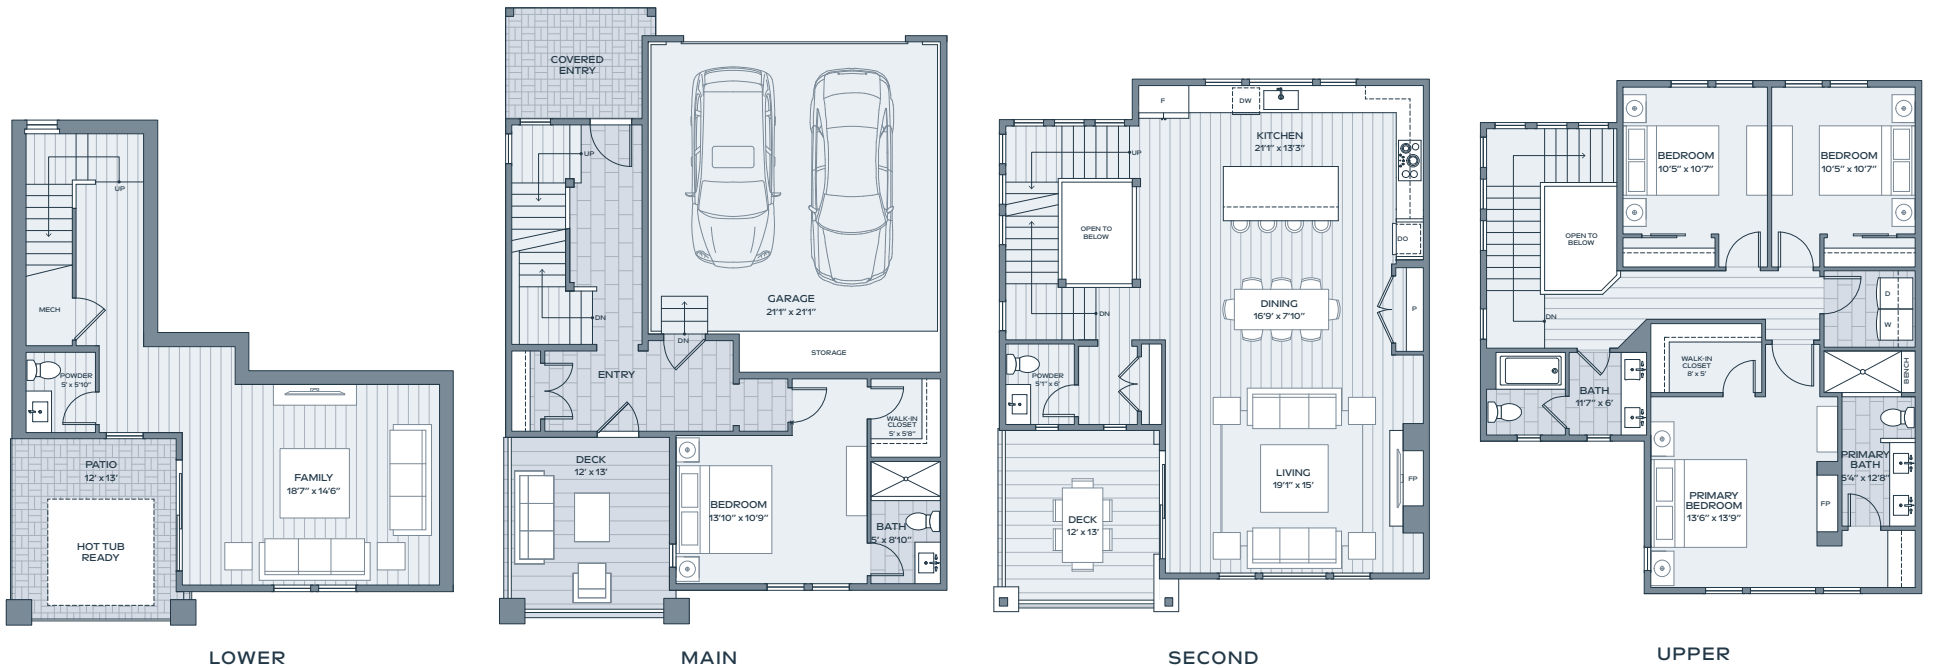 UP
MECH
POWDER
5' x 5'10"
PATIO
12' x 13'
HOT TUB
READY
FAMILY
18'7" x 14'6"
LOWER
COVERED
ENTRY
UP
DN
GARAGE
21'1" x 21'1"
DN
STORAGE
ENTRY
WALK-IN
CLOSET
5' x 5'8"
DECK
12' x 13'
BEDROOM
13'10" x 10'9"
BATH
5' x 8'10"
MAIN
F
DW
KITCHEN
21'1" x 13'3"
UP
OPEN TO
BELOW
DO
DINING
16'9' x 7'10"
P
DN
POWDER
5'1" x 6'
LIVING
19'1" x 15'
FP
DECK
12' x 13'
SECOND
BEDROOM
10'5" x 10'7"
BEDROOM
10'5" x 10'7"
OPEN TO
BELOW
D
W
DN
WALK-IN
CLOSET
8' x 5'
BENCH
BATH
11'7" x 6'
PRIMARY
BATH
5'4" x 12'8"
PRIMARY
BEDROOM
13'6" x 13'9"
FP
UPPER